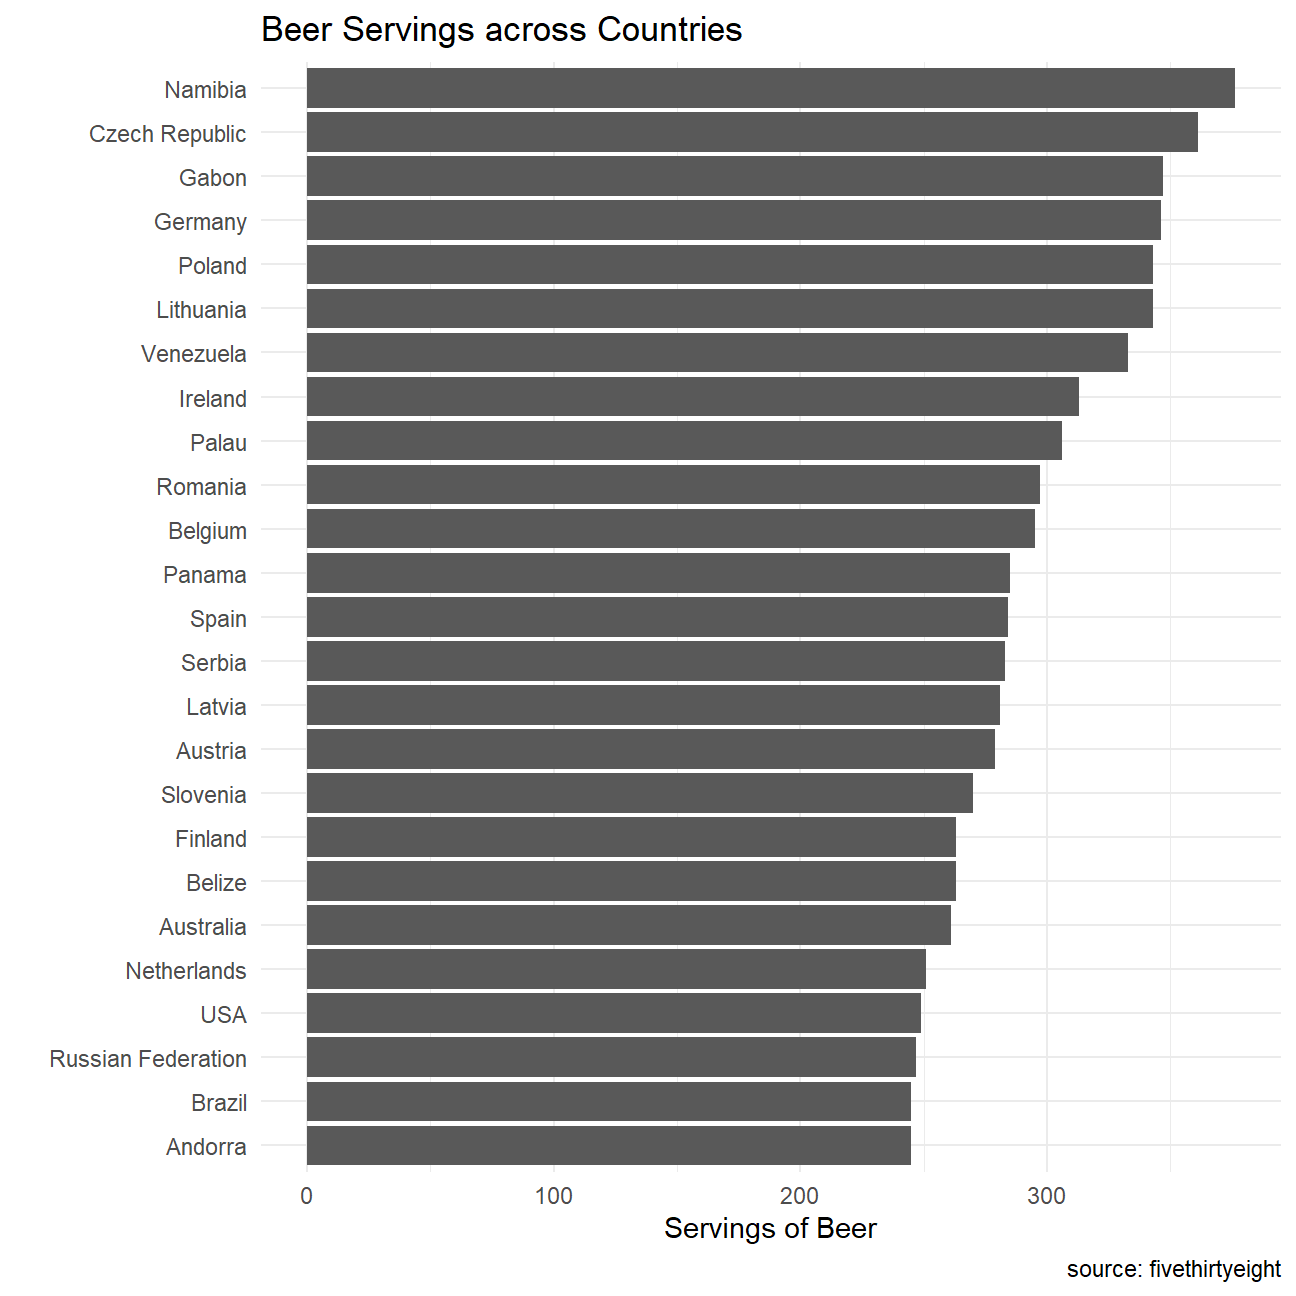 Beer Servings across Countries
Namibia
Czech Republic
Gabon
Germany
Poland
Lithuania
Venezuela
Ireland
Palau
Romania
Belgium
Panama
Spain
Serbia
Latvia
Austria
Slovenia
Finland
Belize
Australia
Netherlands
USA
Russian Federation
Brazil
Andorra
0 100 200 300
Servings of Beer
source: fivethirtyeight